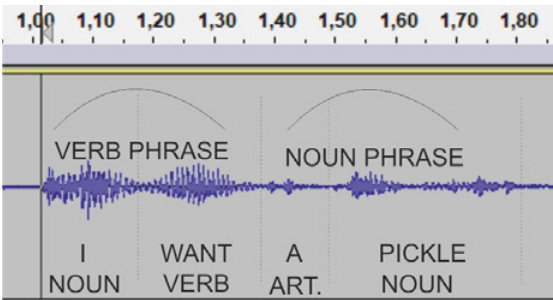 1,00 1,10 1,20 1,30 1,40 1,50 1,60 1,70 1,80
VERB PHRASE NOUN PHRASE
I WANT A PICKLE
NOUN VERB ART. NOUN